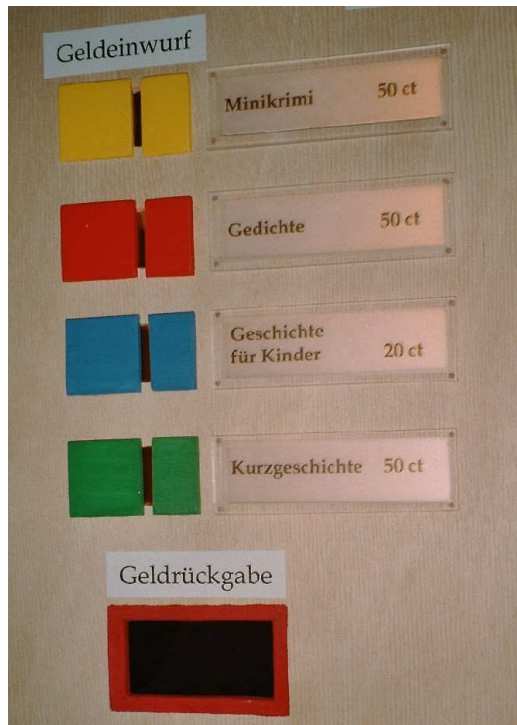 Geldeinwurf
Minikrimi 50 ct
Gedichte 50 ct
Geschichte
für Kinder 20 ct
Kurzgeschichte 50 ct
Geldrückgabe